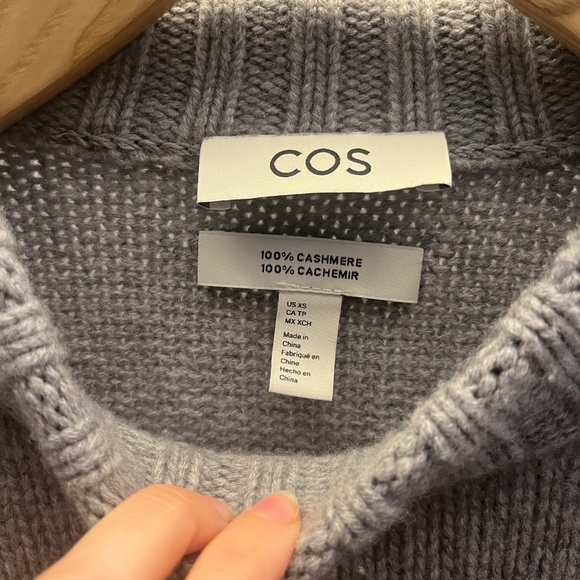 COS
100% CASHMERE
100% CACHEMIR
US XS
CA TP
MX XCH
Made in
China
Fabriqué en
Chine
Hecho en
China